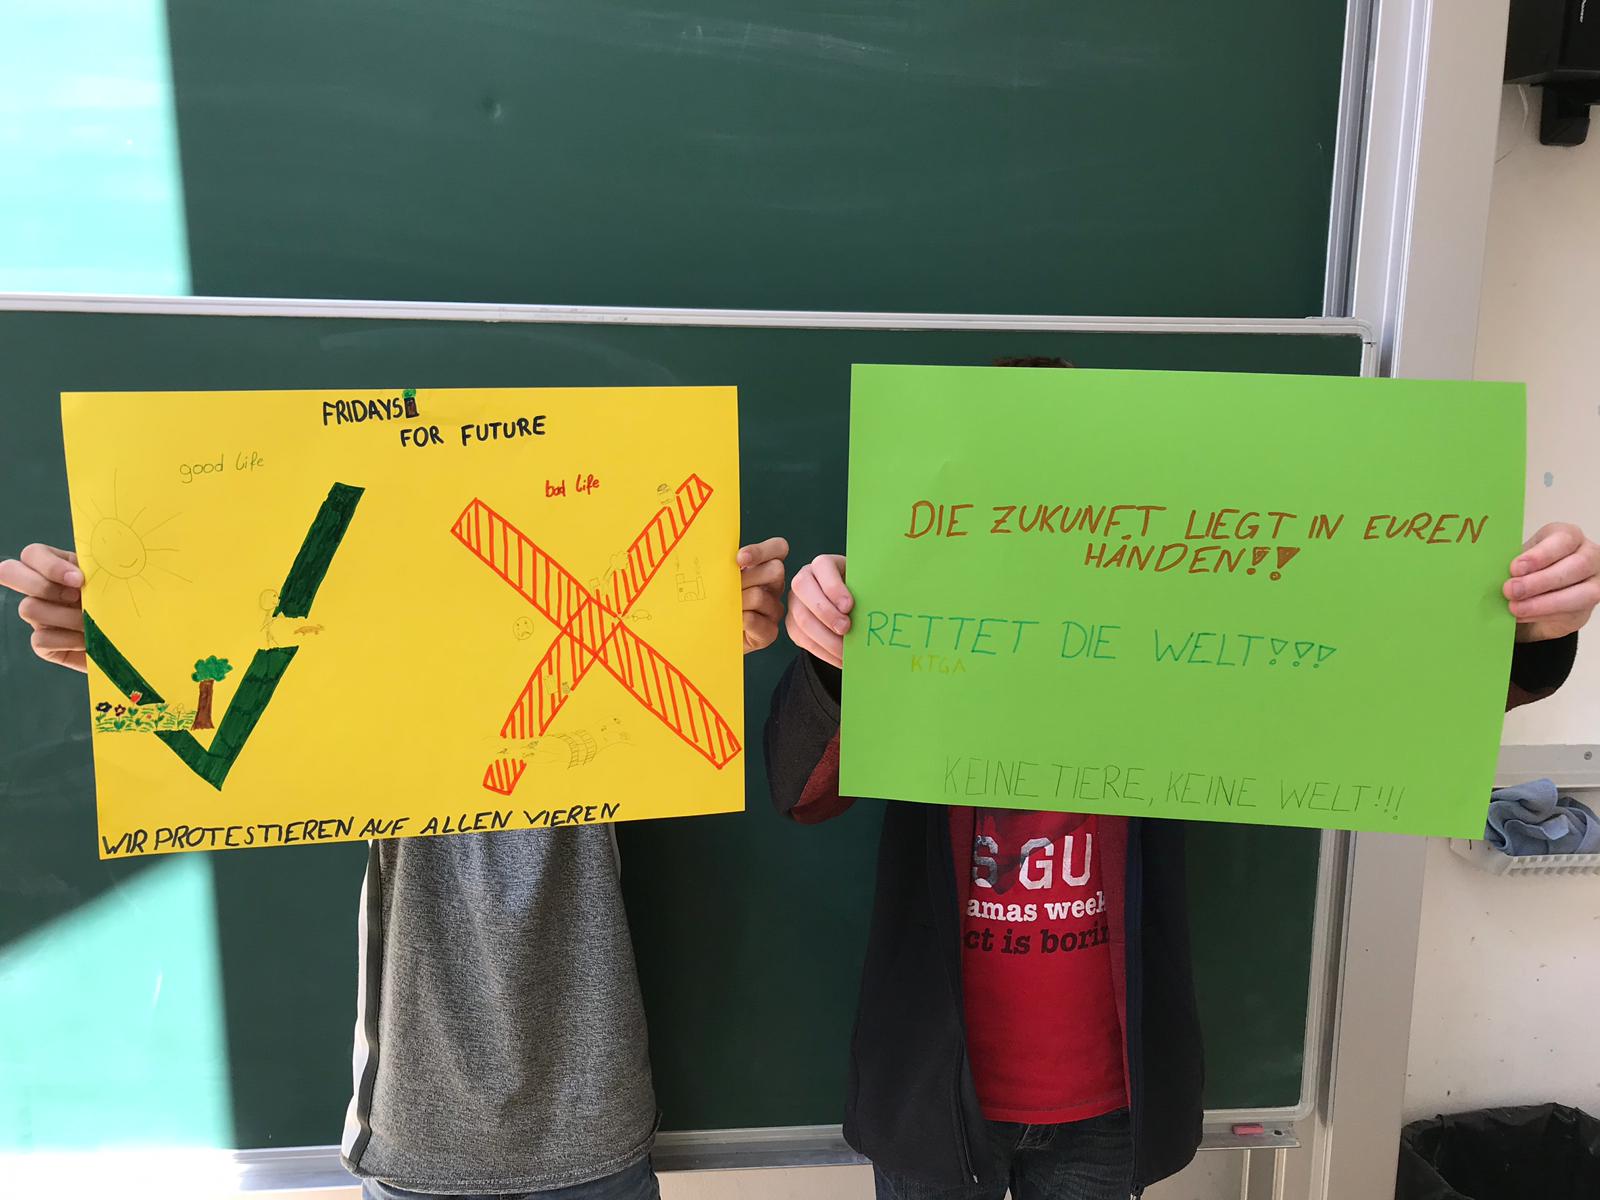 FRIDAYS
FOR FUTURE
good life
bad life
WIR PROTESTIEREN AUF ALLEN VIEREN
DIE ZUKUNFT LIEGT IN EUREN
HÄNDEN!!
RETTET DIE WELT!!!
KTGA
KEINE TIERE, KEINE WELT!!!
S GU
amas week
ct is borin